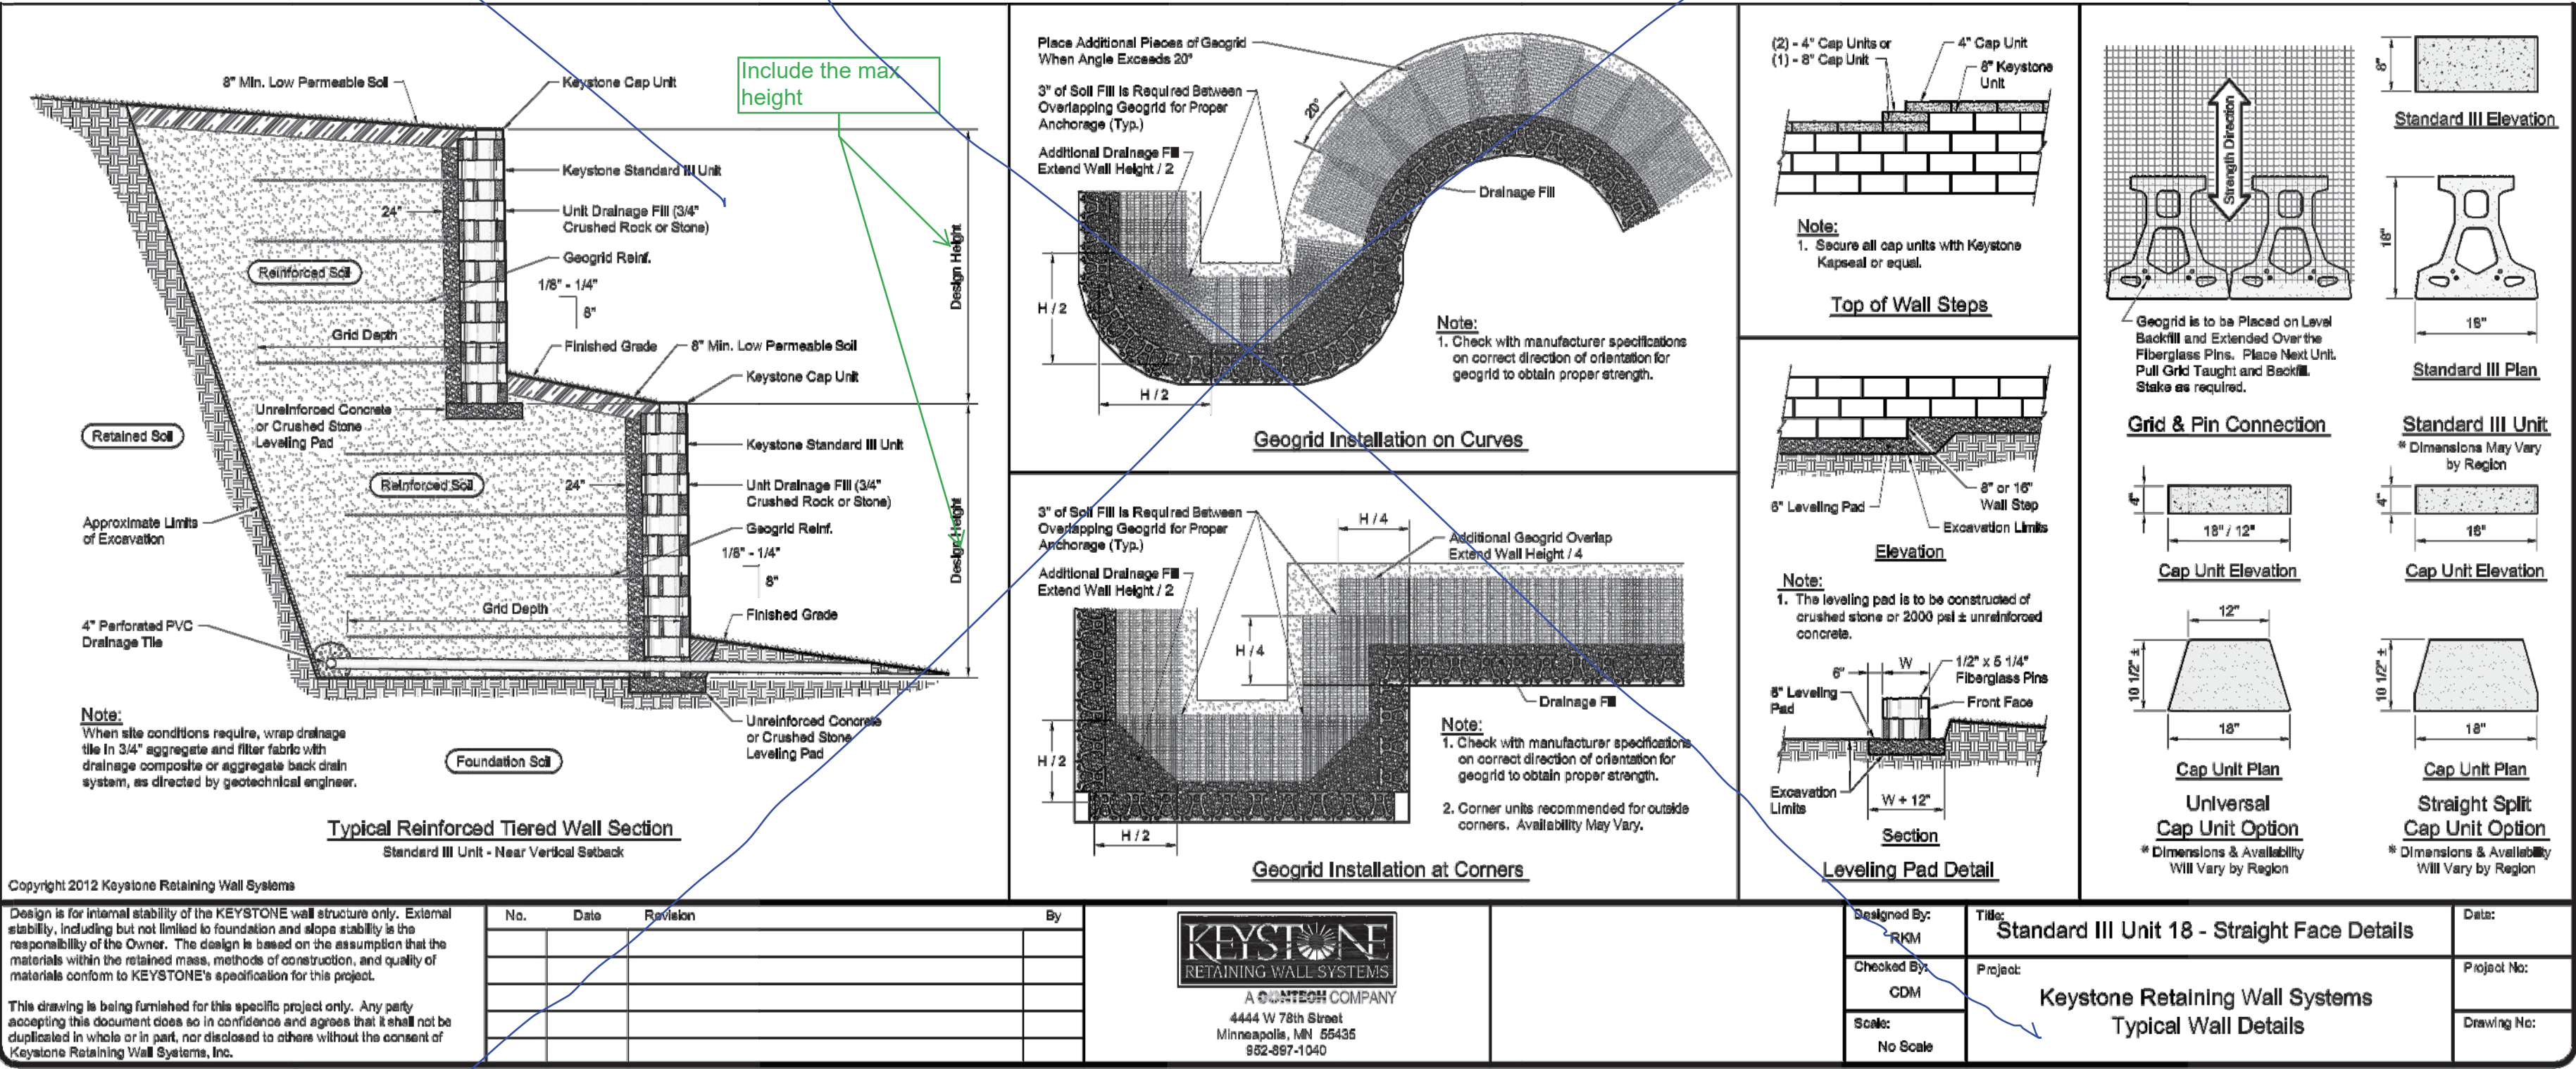 8" Min. Low Permeable Soil
Keystone Cap Unit
Include the max
height
Keystone Standard III Unit
24"
Unit Drainage Fill (3/4"
Crushed Rock or Stone)
Geogrid Reinf.
Reinforced Soil
1/8" - 1/4"
8"
Design Height
Grid Depth
Finished Grade
8" Min. Low Permeable Soil
Keystone Cap Unit
Unreinforced Concrete
or Crushed Stone
Leveling Pad
Retained Soil
Keystone Standard III Unit
Reinforced Soil
24"
Unit Drainage Fill (3/4"
Crushed Rock or Stone)
Geogrid Reinf.
Approximate Limits
of Excavation
1/8" - 1/4"
8"
Design Height
Grid Depth
Finished Grade
4" Perforated PVC
Drainage Tile
Note:
When site conditions require, wrap drainage
tile in 3/4" aggregate and filter fabric with
drainage composite or aggregate back drain
system, as directed by geotechnical engineer.
Unreinforced Concrete
or Crushed Stone
Leveling Pad
Foundation Soil
Typical Reinforced Tiered Wall Section
Standard III Unit - Near Vertical Setback
Copyright 2012 Keystone Retaining Wall Systems
Place Additional Pieces of Geogrid
When Angle Exceeds 20°
3" of Soil Fill is Required Between
Overlapping Geogrid for Proper
Anchorage (Typ.)
Additional Drainage Fill
Extend Wall Height / 2
20°
Drainage Fill
H / 2
H / 2
Note:
1. Check with manufacturer specifications
on correct direction of orientation for
geogrid to obtain proper strength.
Geogrid Installation on Curves
3" of Soil Fill is Required Between
Overlapping Geogrid for Proper
Anchorage (Typ.)
Additional Drainage Fill
Extend Wall Height / 2
H / 4
Additional Geogrid Overlap
Extend Wall Height / 4
H / 4
Drainage Fill
H / 2
H / 2
Note:
1. Check with manufacturer specifications
on correct direction of orientation for
geogrid to obtain proper strength.
2. Corner units recommended for outside
corners. Availability May Vary.
Geogrid Installation at Corners
(2) - 4" Cap Units or
(1) - 8" Cap Unit
4" Cap Unit
8" Keystone
Unit
Note:
1. Secure all cap units with Keystone
Kapseal or equal.
Top of Wall Steps
6" Leveling Pad
8" or 16"
Wall Step
Excavation Limits
Elevation
Note:
1. The leveling pad is to be constructed of
crushed stone or 2000 psi ± unreinforced
concrete.
6"
W
1/2" x 5 1/4"
Fiberglass Pins
6" Leveling
Pad
Front Face
Excavation
Limits
W + 12"
Section
Leveling Pad Detail
Strength Direction
Geogrid is to be Placed on Level
Backfill and Extended Over the
Fiberglass Pins. Place Next Unit.
Pull Grid Taught and Backfill.
Stake as required.
Grid & Pin Connection
8"
Standard III Elevation
18"
18"
Standard III Plan
Standard III Unit
* Dimensions May Vary
by Region
4"
18" / 12"
Cap Unit Elevation
4"
18"
Cap Unit Elevation
12"
10 1/2" ±
18"
Cap Unit Plan
Universal
Cap Unit Option
* Dimensions & Availability
Will Vary by Region
10 1/2" ±
18"
Cap Unit Plan
Straight Split
Cap Unit Option
* Dimensions & Availability
Will Vary by Region
Design is for internal stability of the KEYSTONE wall structure only. External
stability, including but not limited to foundation and slope stability is the
responsibility of the Owner. The design is based on the assumption that the
materials within the retained mass, methods of construction, and quality of
materials conform to KEYSTONE's specification for this project.
This drawing is being furnished for this specific project only. Any party
accepting this document does so in confidence and agrees that it shall not be
duplicated in whole or in part, nor disclosed to others without the consent of
Keystone Retaining Wall Systems, Inc.
No. Date Revision By
KEYSTONE
RETAINING WALL SYSTEMS
A CONTECH COMPANY
4444 W 78th Street
Minneapolis, MN 55435
952-897-1040
Designed By:
RKM
Checked By:
CDM
Scale:
No Scale
Title:
Standard III Unit 18 - Straight Face Details
Project:
Keystone Retaining Wall Systems
Typical Wall Details
Date:
Project No:
Drawing No: